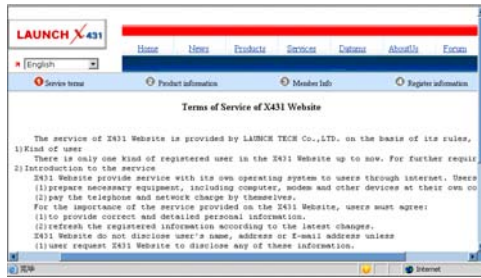 LAUNCH X-431
Home News Products Services Datums AboutUs Forum
English
1 Service terms 2 Product information 3 Member Info 4 Register information
Terms of Service of X431 Website
The service of X431 Website is provided by LAUNCH TECH Co.,LTD. on the basis of its rules,
1)Kind of user
There is only one kind of registered user in the X431 Website up to now. For further requir
2)Introduction to the service
X431 Website provide service with its own operating system to users through internet. Users
(1)prepare necessary equipment, including computer, modem and other devices at their own co
(2)pay the telephone and network charge by themselves.
For the importance of the service provided on the X431 Website, users must agree:
(1)to provide correct and detailed personal information.
(2)refresh the registered information according to the latest changes.
X431 Website do not disclose user's name, address or E-mail address unless
(1)user request X431 Website to disclose any of these information.
完毕 Internet